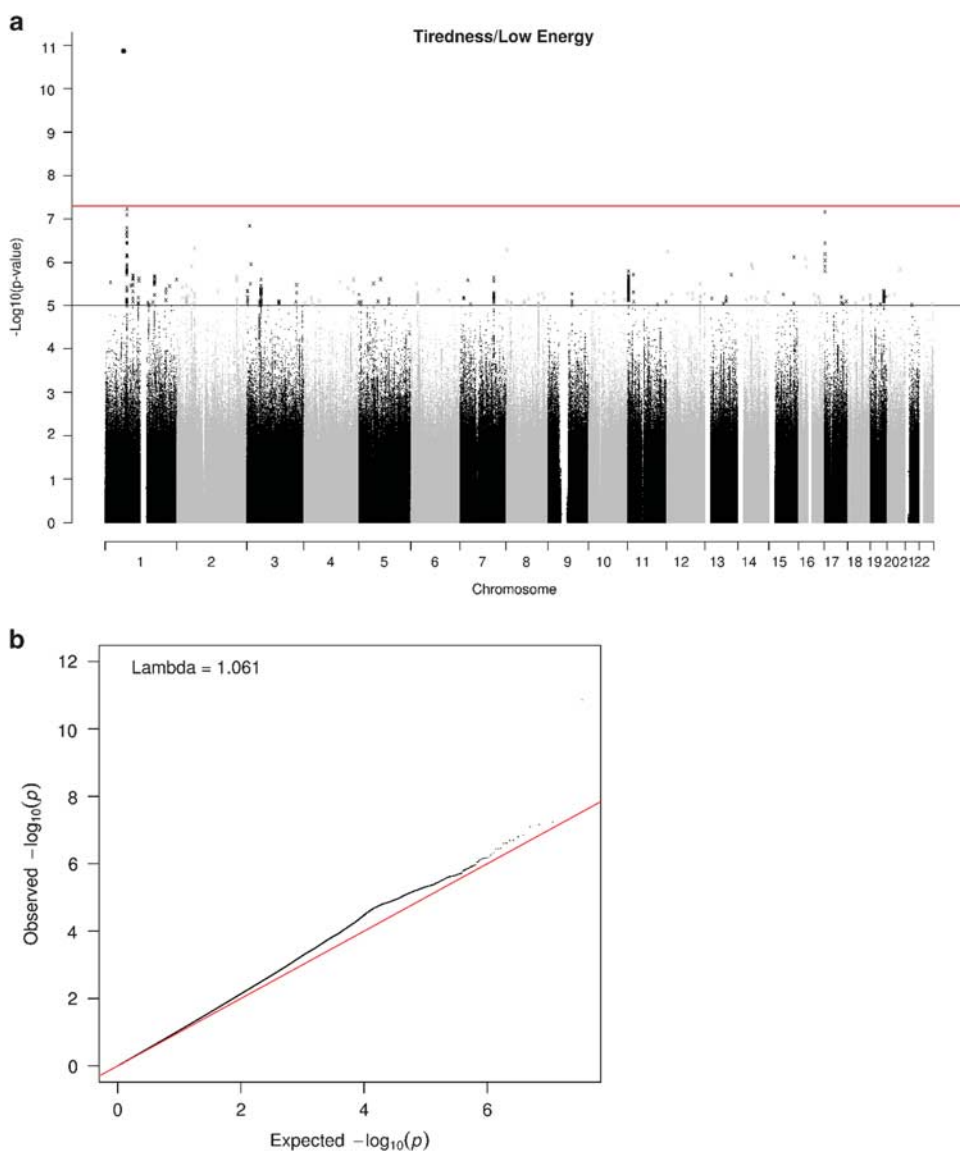 a
Tiredness/Low Energy
11
10
9
8
7
6
5
4
3
2
1
0
-Log10(p-value)
1 2 3 4 5 6 7 8 9 10 11 12 13 14 15 16 17 18 19 20 21 22
Chromosome
b
Lambda = 1.061
12
10
8
6
4
2
0
Observed −log10(p)
0 2 4 6
Expected −log10(p)